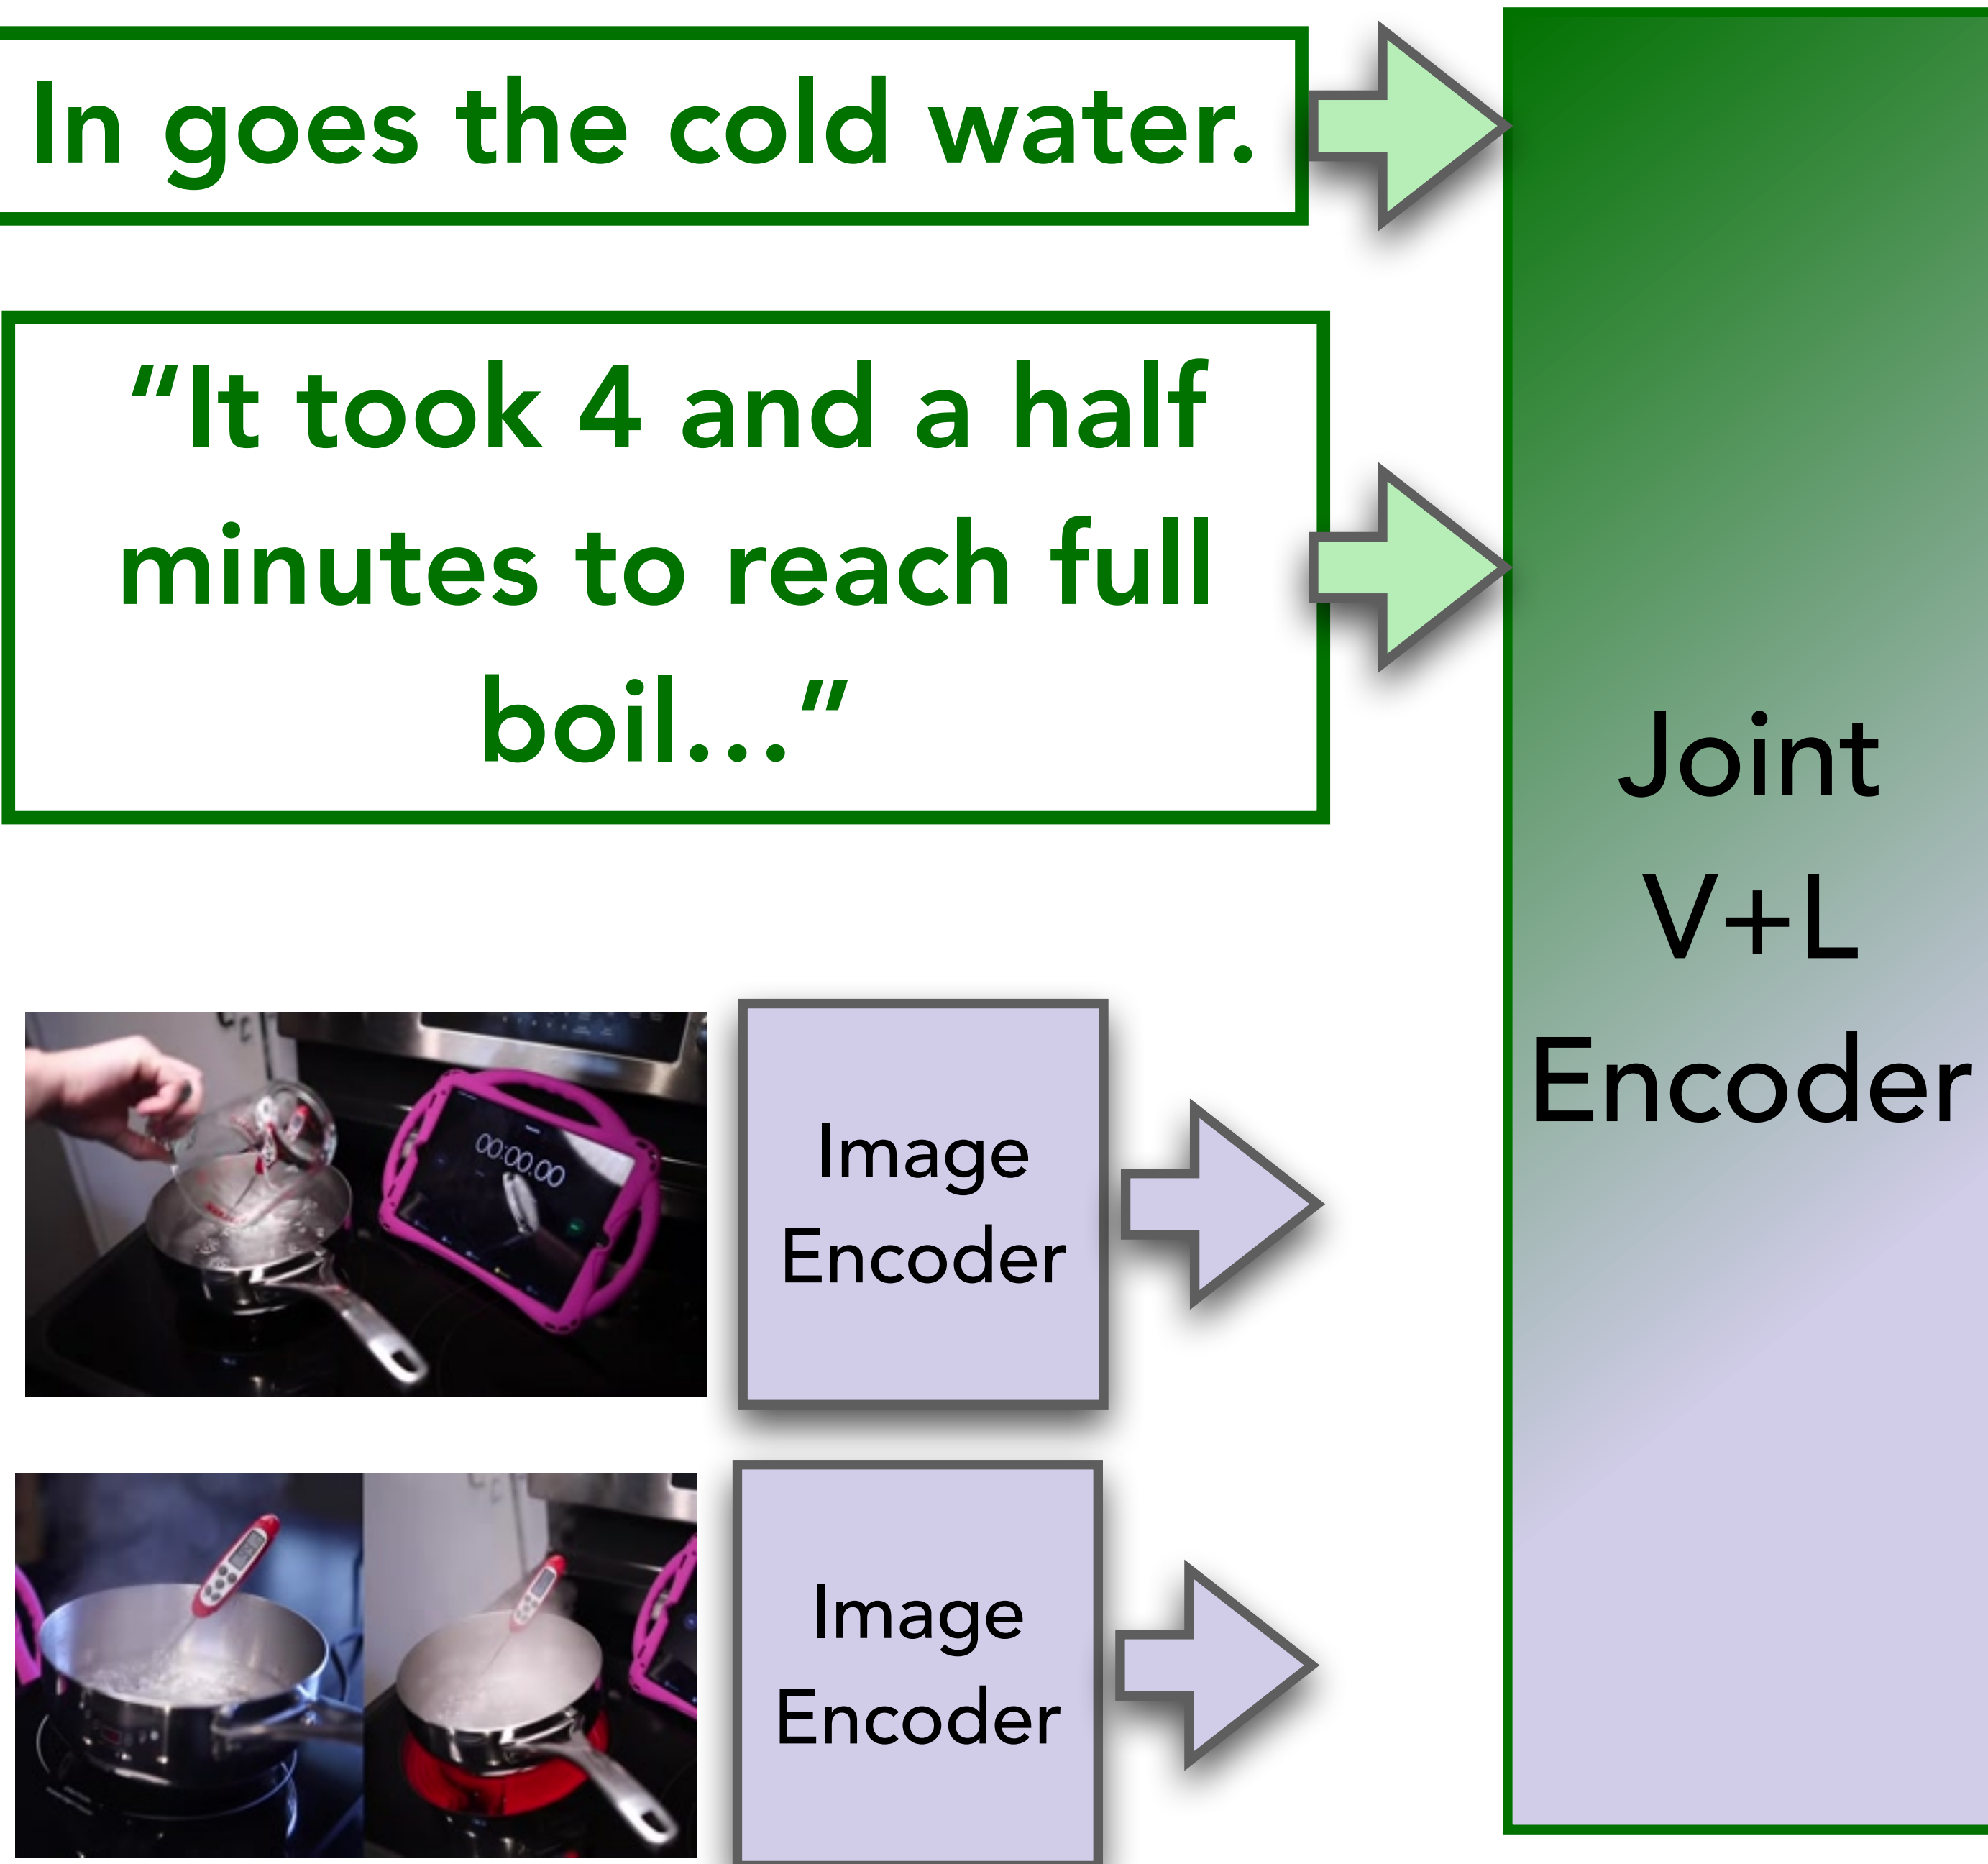 In goes the cold water.
“It took 4 and a half
minutes to reach full
boil…”
Joint
V+L
Encoder
00:00.00
Image
Encoder
Image
Encoder